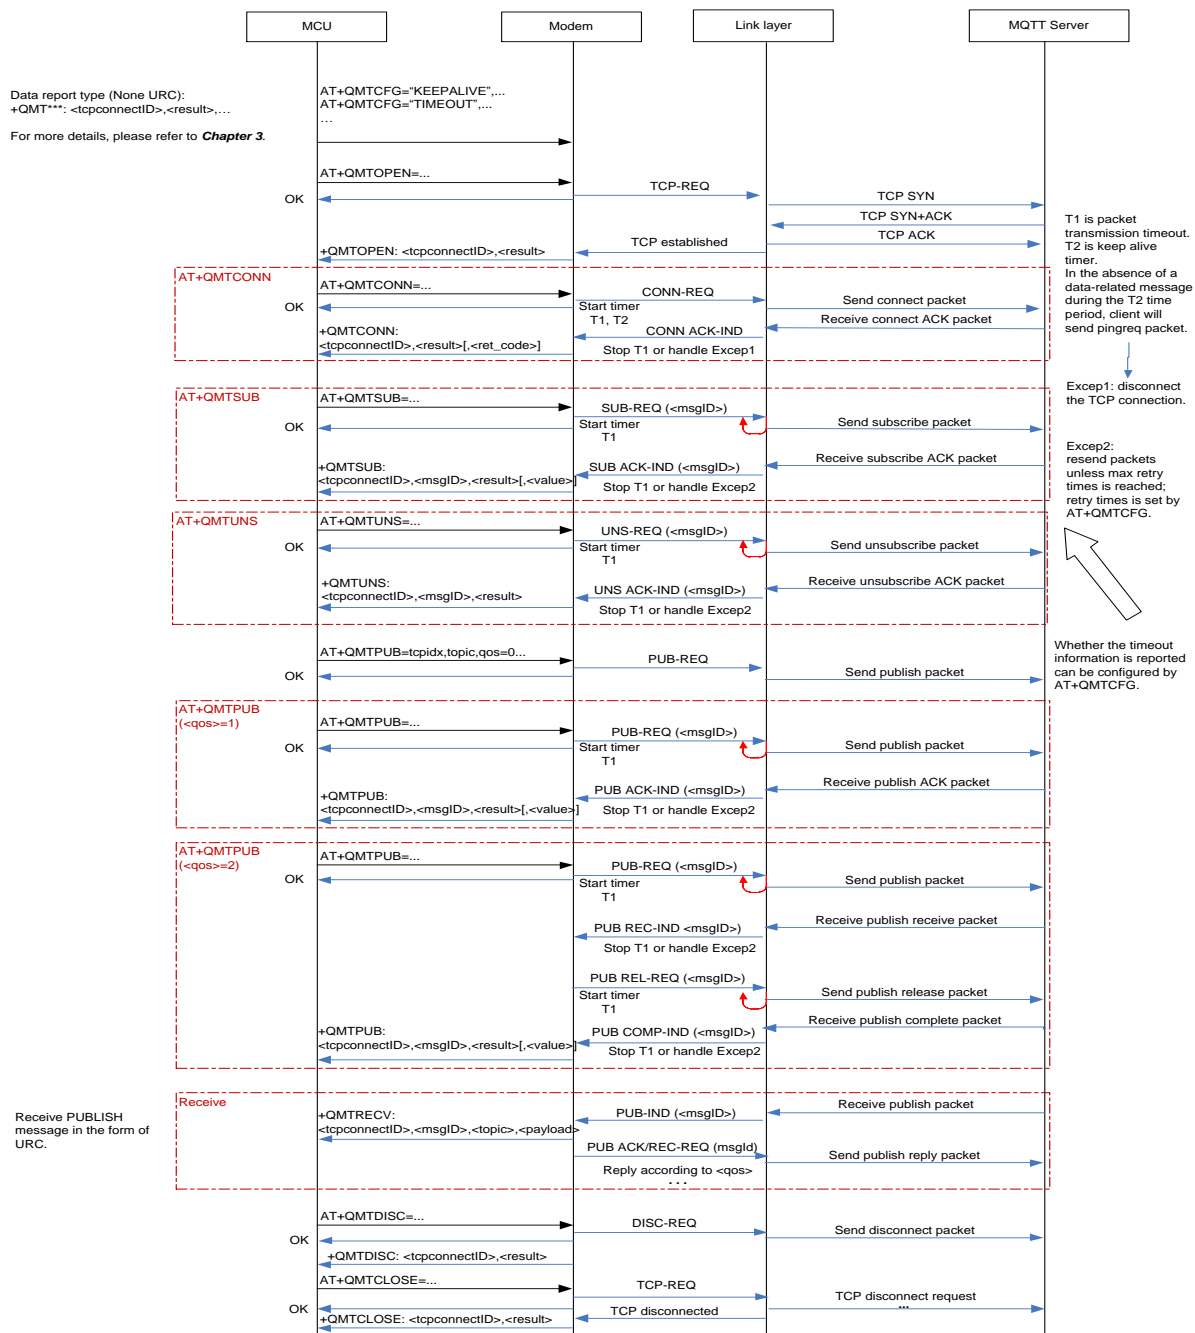 MCU
Modem
Link layer
MQTT Server
Data report type (None URC):
+QMT***: <tcpconnectID>,<result>,…
For more details, please refer to Chapter 3.
AT+QMTCFG=“KEEPALIVE”,...
AT+QMTCFG=“TIMEOUT”,...
…
AT+QMTOPEN=...
OK
TCP-REQ
TCP SYN
TCP SYN+ACK
TCP ACK
TCP established
+QMTOPEN: <tcpconnectID>,<result>
T1 is packet
transmission timeout.
T2 is keep alive
timer.
In the absence of a
data-related message
during the T2 time
period, client will
send pingreq packet.
AT+QMTCONN
AT+QMTCONN=...
OK
CONN-REQ
Start timer
T1, T2
Send connect packet
Receive connect ACK packet
CONN ACK-IND
+QMTCONN:
<tcpconnectID>,<result>[,<ret_code>]
Stop T1 or handle Excep1
Excep1: disconnect
the TCP connection.
AT+QMTSUB
AT+QMTSUB=...
OK
SUB-REQ (<msgID>)
Start timer
T1
Send subscribe packet
Receive subscribe ACK packet
SUB ACK-IND (<msgID>)
+QMTSUB:
<tcpconnectID>,<msgID>,<result>[,<value>]
Stop T1 or handle Excep2
Excep2:
resend packets
unless max retry
times is reached;
retry times is set by
AT+QMTCFG.
AT+QMTUNS
AT+QMTUNS=...
OK
UNS-REQ (<msgID>)
Start timer
T1
Send unsubscribe packet
Receive unsubscribe ACK packet
UNS ACK-IND (<msgID>)
+QMTUNS:
<tcpconnectID>,<msgID>,<result>
Stop T1 or handle Excep2
Whether the timeout
information is reported
can be configured by
AT+QMTCFG.
AT+QMTPUB=tcpidx,topic,qos=0...
OK
PUB-REQ
Send publish packet
AT+QMTPUB
(<qos>=1)
AT+QMTPUB=...
OK
PUB-REQ (<msgID>)
Start timer
T1
Send publish packet
Receive publish ACK packet
PUB ACK-IND (<msgID>)
+QMTPUB:
<tcpconnectID>,<msgID>,<result>[,<value>]
Stop T1 or handle Excep2
AT+QMTPUB
(<qos>=2)
AT+QMTPUB=...
OK
PUB-REQ (<msgID>)
Start timer
T1
Send publish packet
Receive publish receive packet
PUB REC-IND <msgID>)
Stop T1 or handle Excep2
PUB REL-REQ (<msgID>)
Start timer
T1
Send publish release packet
Receive publish complete packet
PUB COMP-IND (<msgID>)
+QMTPUB:
<tcpconnectID>,<msgID>,<result>[,<value>]
Stop T1 or handle Excep2
Receive PUBLISH
message in the form of
URC.
Receive
Receive publish packet
PUB-IND (<msgID>)
+QMTRECV:
<tcpconnectID>,<msgID>,<topic>,<payload>
PUB ACK/REC-REQ (msgId)
Send publish reply packet
Reply according to <qos>
...
AT+QMTDISC=...
OK
DISC-REQ
Send disconnect packet
+QMTDISC: <tcpconnectID>,<result>
AT+QMTCLOSE=...
OK
TCP-REQ
TCP disconnect request
...
TCP disconnected
+QMTCLOSE: <tcpconnectID>,<result>